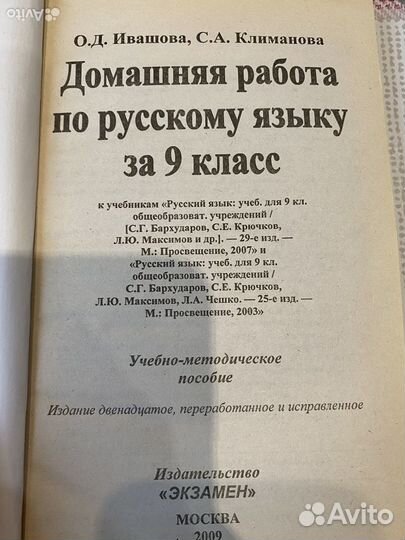 Avito
О.Д. Ивашова, С.А. Климанова
Домашняя работа
по русскому языку
за 9 класс
к учебникам «Русский язык: учеб. для 9 кл.
общеобразоват. учреждений /
[С.Г. Бархударов, С.Е. Крючков,
Л.Ю. Максимов и др.]. — 29-е изд. —
М.: Просвещение, 2007» и
«Русский язык: учеб. для 9 кл.
общеобразоват. учреждений /
С.Г. Бархударов, С.Е. Крючков,
Л.Ю. Максимов, Л.А. Чешко. — 25-е изд. —
М.: Просвещение, 2003»
Учебно-методическое
пособие
Издание двенадцатое, переработанное и исправленное
Издательство
«ЭКЗАМЕН»
МОСКВА
2009
Avito